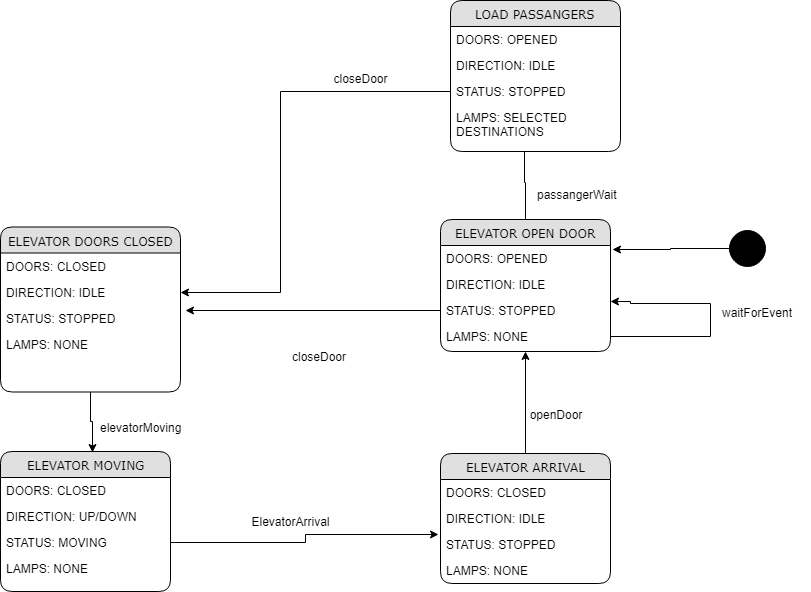 LOAD PASSANGERS
DOORS: OPENED
DIRECTION: IDLE
STATUS: STOPPED
LAMPS: SELECTED
DESTINATIONS
closeDoor
passangerWait
ELEVATOR OPEN DOOR
DOORS: OPENED
DIRECTION: IDLE
STATUS: STOPPED
LAMPS: NONE
waitForEvent
ELEVATOR DOORS CLOSED
DOORS: CLOSED
DIRECTION: IDLE
STATUS: STOPPED
LAMPS: NONE
closeDoor
openDoor
elevatorMoving
ELEVATOR MOVING
DOORS: CLOSED
DIRECTION: UP/DOWN
STATUS: MOVING
LAMPS: NONE
ElevatorArrival
ELEVATOR ARRIVAL
DOORS: CLOSED
DIRECTION: IDLE
STATUS: STOPPED
LAMPS: NONE